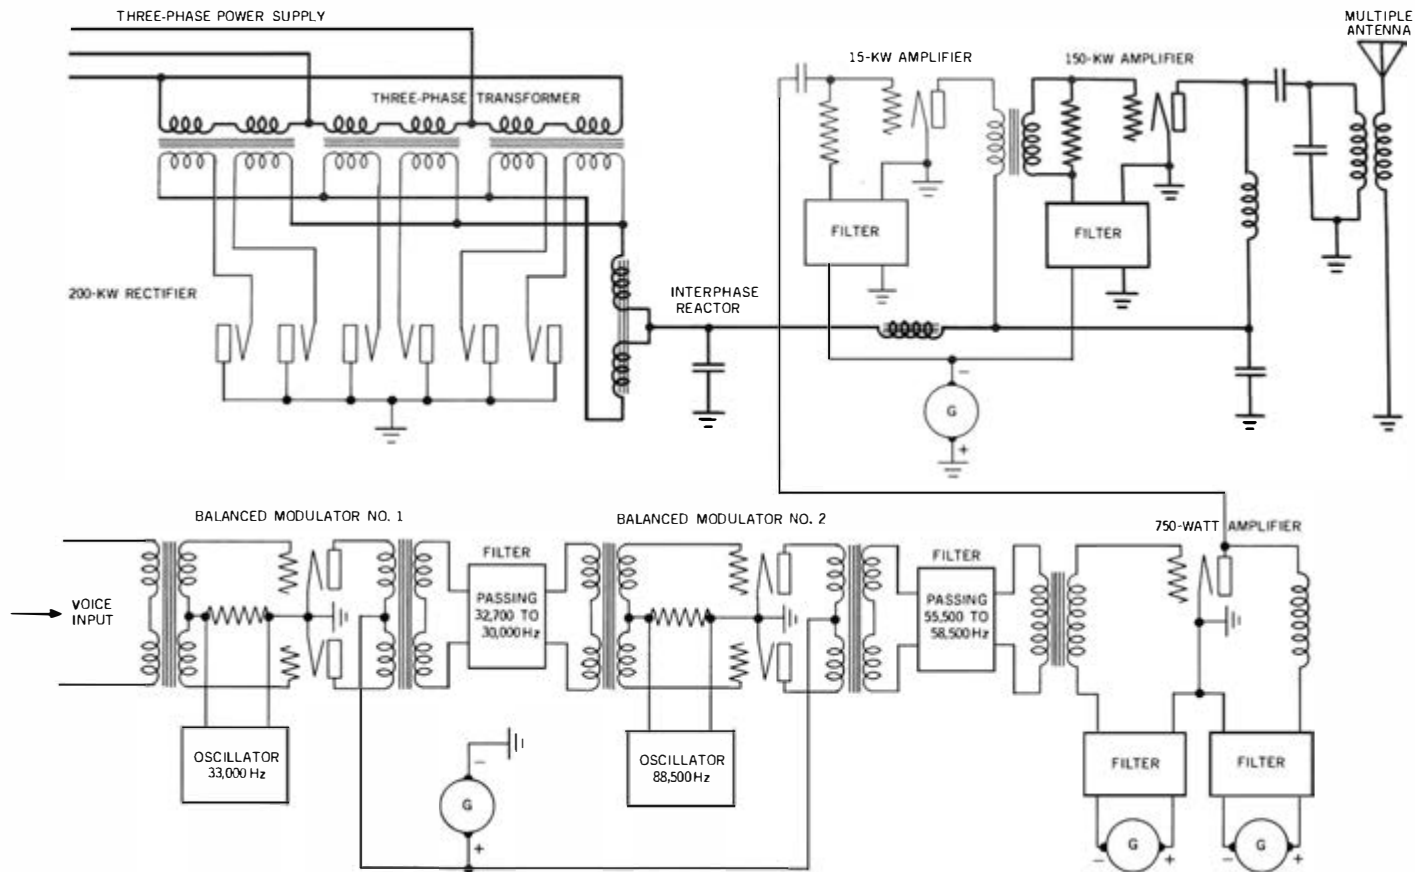 THREE-PHASE POWER SUPPLY
MULTIPLE
ANTENNA
15-KW AMPLIFIER
150-KW AMPLIFIER
THREE-PHASE TRANSFORMER
FILTER
FILTER
200-KW RECTIFIER
INTERPHASE
REACTOR
−
G
+
BALANCED MODULATOR NO. 1
BALANCED MODULATOR NO. 2
750-WATT AMPLIFIER
FILTER
PASSING
32,700 TO
30,000 Hz
FILTER
PASSING
55,500 TO
58,500 Hz
VOICE
INPUT
OSCILLATOR
33,000 Hz
OSCILLATOR
88,500 Hz
−
G
+
FILTER
FILTER
− G +
− G +